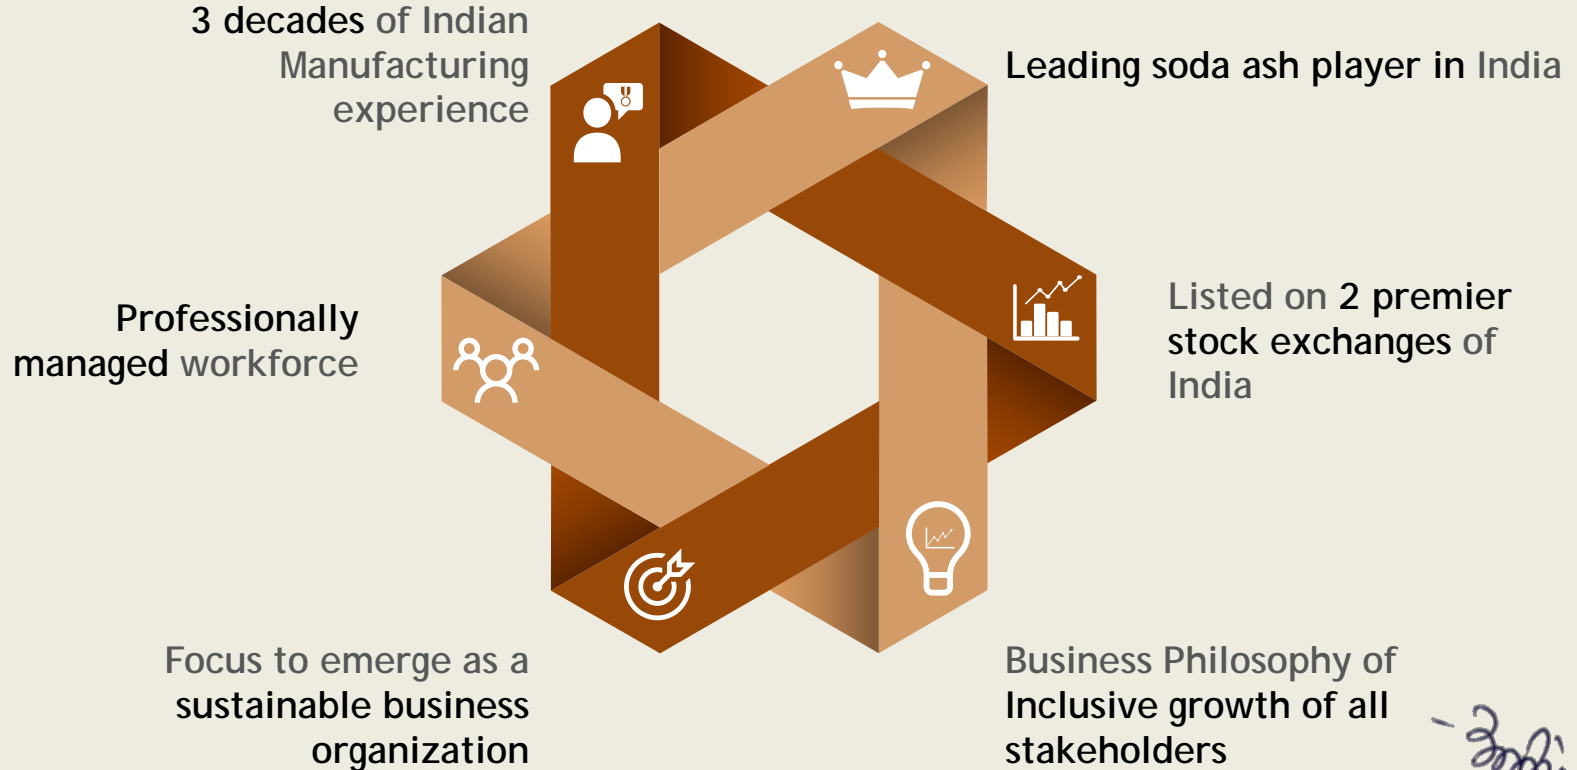 3 decades of Indian
Manufacturing
experience
Leading soda ash player in India
Professionally
managed workforce
Listed on 2 premier
stock exchanges of
India
Focus to emerge as a
sustainable business
organization
Business Philosophy of
Inclusive growth of all
stakeholders